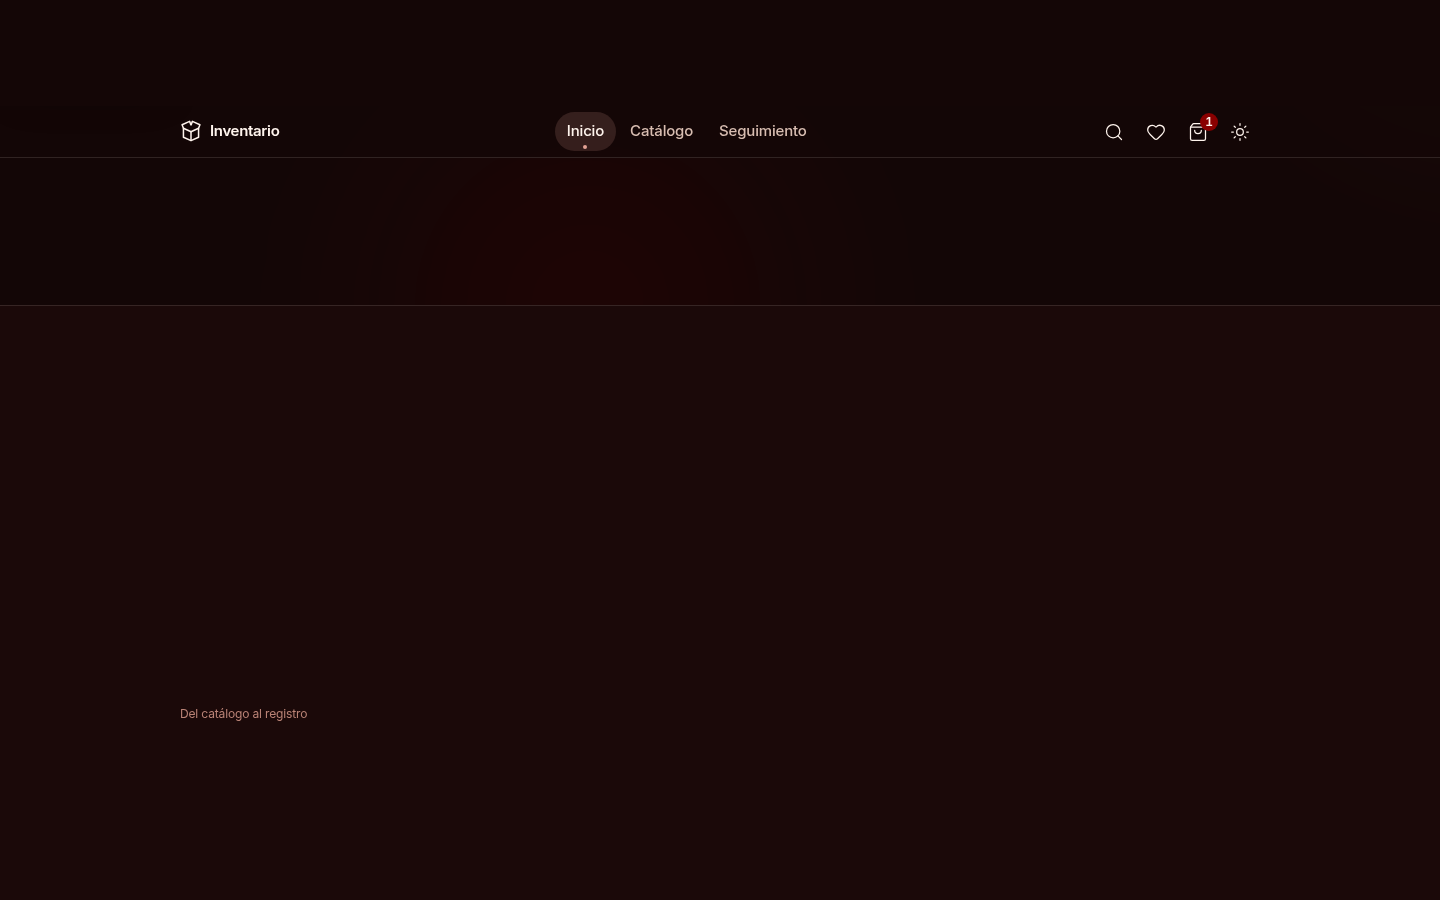 Inventario
Inicio
Catálogo
Seguimiento
1
Del catálogo al registro